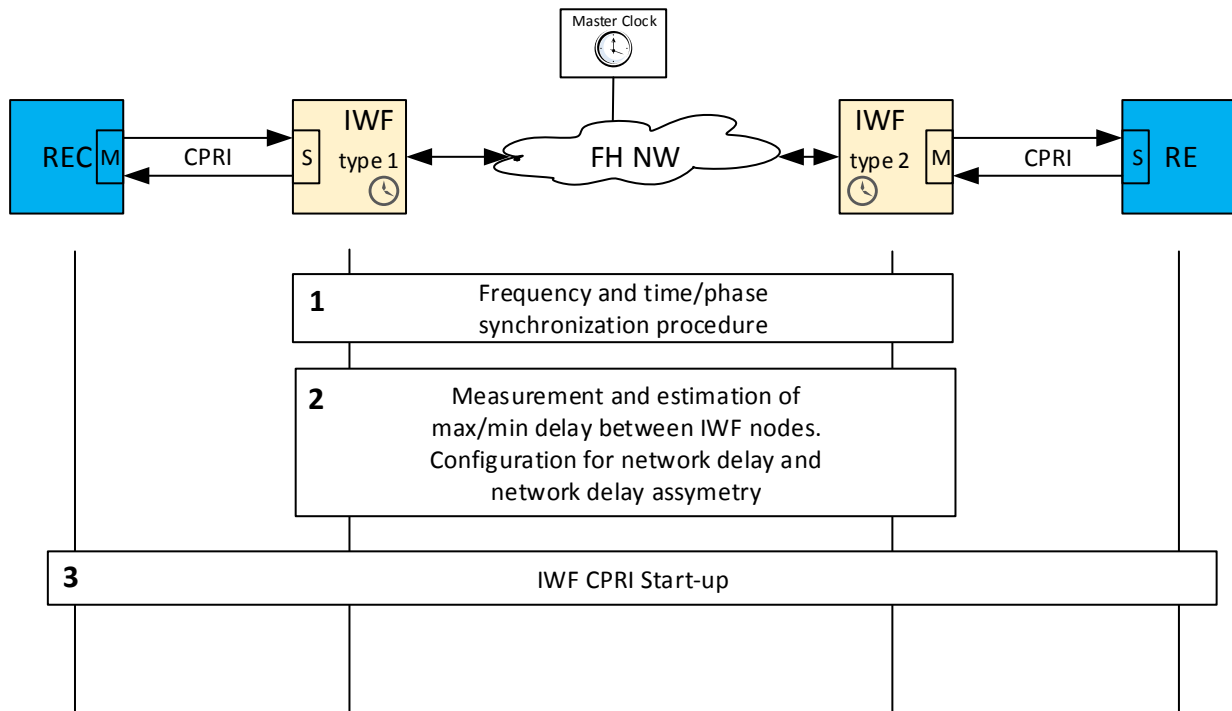 Master Clock
REC
M
CPRI
S
IWF
type 1
FH NW
IWF
type 2
M
CPRI
S
RE
1
Frequency and time/phase
synchronization procedure
2
Measurement and estimation of
max/min delay between IWF nodes.
Configuration for network delay and
network delay assymetry
3
IWF CPRI Start-up